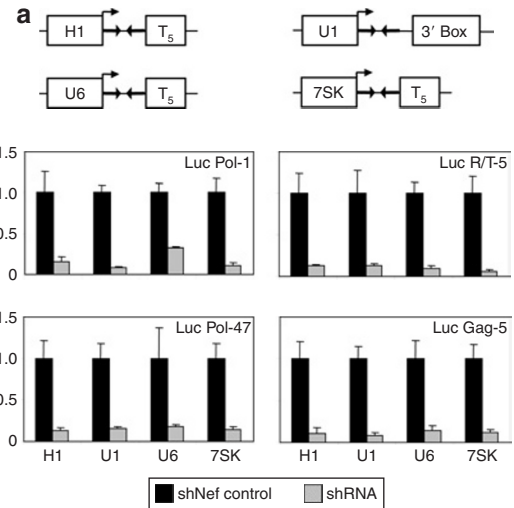 a
H1 T5 U1 3′ Box
U6 T5 7SK T5
1.5 Luc Pol-1 Luc R/T-5
1.0
0.5
0
1.5 Luc Pol-47 Luc Gag-5
1.0
0.5
0
H1 U1 U6 7SK H1 U1 U6 7SK
shNef control shRNA